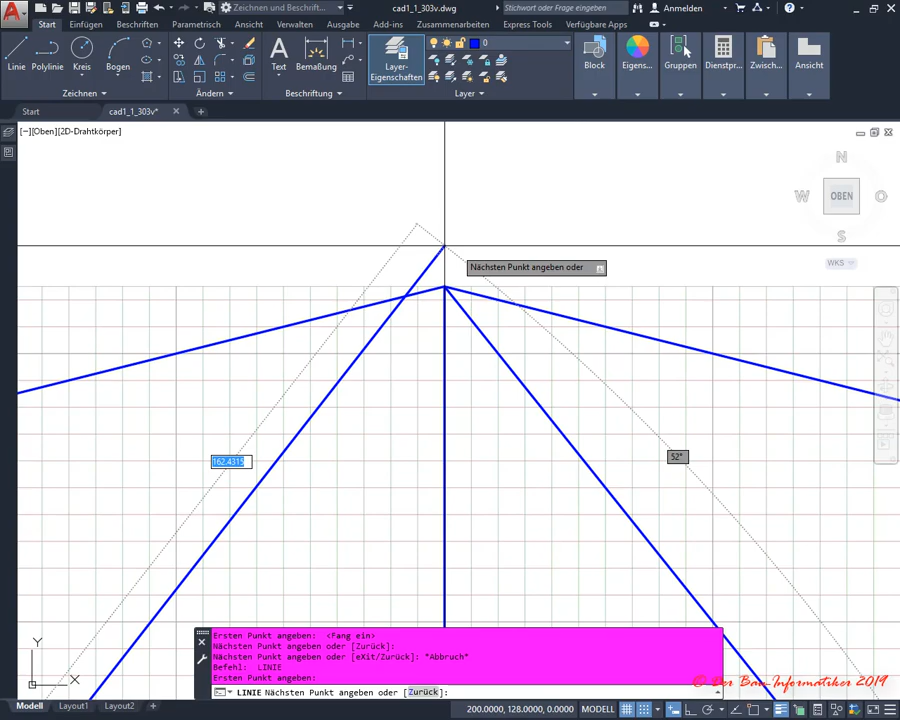 Zeichnen und Beschriften
cad1_1_303v.dwg
Stichwort oder Frage eingeben
Anmelden
Start
Einfügen
Beschriften
Parametrisch
Ansicht
Verwalten
Ausgabe
Add-ins
Zusammenarbeiten
Express Tools
Verfügbare Apps
Linie
Polylinie
Kreis
Bogen
Text
Bemaßung
Layer-
Eigenschaften
0
Block
Eigens...
Gruppen
Dienstpr...
Zwisch...
Ansicht
Zeichnen
Ändern
Beschriftung
Layer
Start
cad1_1_303v*
[−][Oben][2D-Drahtkörper]
N
W
OBEN
O
S
WKS
Nächsten Punkt angeben oder
162.4315
52°
Y
X
Ersten Punkt angeben:  <Fang ein>
Nächsten Punkt angeben oder [Zurück]:
Nächsten Punkt angeben oder [eXit/Zurück]: *Abbruch*
Befehl:  LINIE
Ersten Punkt angeben:
LINIE Nächsten Punkt angeben oder [Zurück]:
© Der Bau-Informatiker 2019
Modell
Layout1
Layout2
200.0000, 128.0000, 0.0000
MODELL